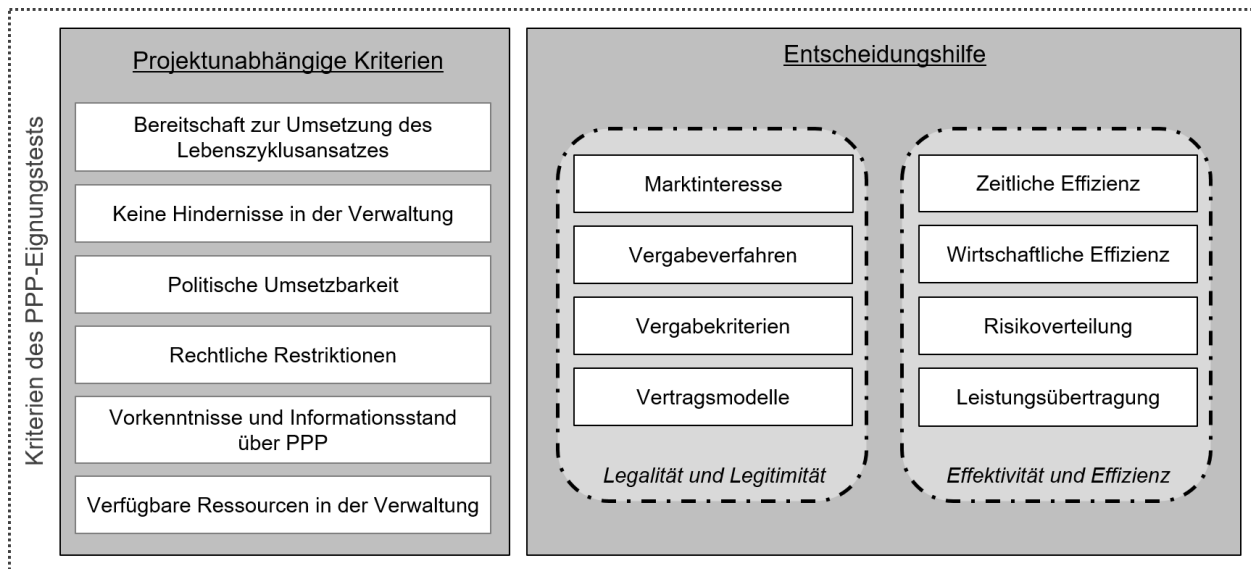 Kriterien des PPP-Eignungstests
Projektunabhängige Kriterien
Bereitschaft zur Umsetzung des
Lebenszyklusansatzes
Keine Hindernisse in der Verwaltung
Politische Umsetzbarkeit
Rechtliche Restriktionen
Vorkenntnisse und Informationsstand
über PPP
Verfügbare Ressourcen in der Verwaltung
Entscheidungshilfe
Marktinteresse
Vergabeverfahren
Vergabekriterien
Vertragsmodelle
Legalität und Legitimität
Zeitliche Effizienz
Wirtschaftliche Effizienz
Risikoverteilung
Leistungsübertragung
Effektivität und Effizienz